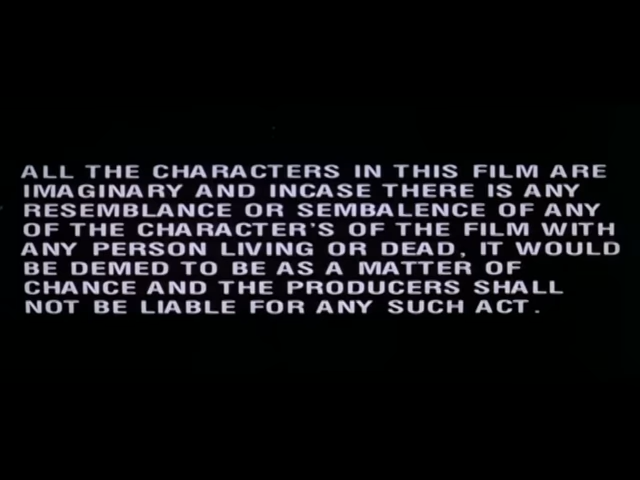 ALL THE CHARACTERS IN THIS FILM ARE
IMAGINARY AND INCASE THERE IS ANY
RESEMBLANCE OR SEMBALENCE OF ANY
OF THE CHARACTER'S OF THE FILM WITH
ANY PERSON LIVING OR DEAD, IT WOULD
BE DEMED TO BE AS A MATTER OF
CHANCE AND THE PRODUCERS SHALL
NOT BE LIABLE FOR ANY SUCH ACT.